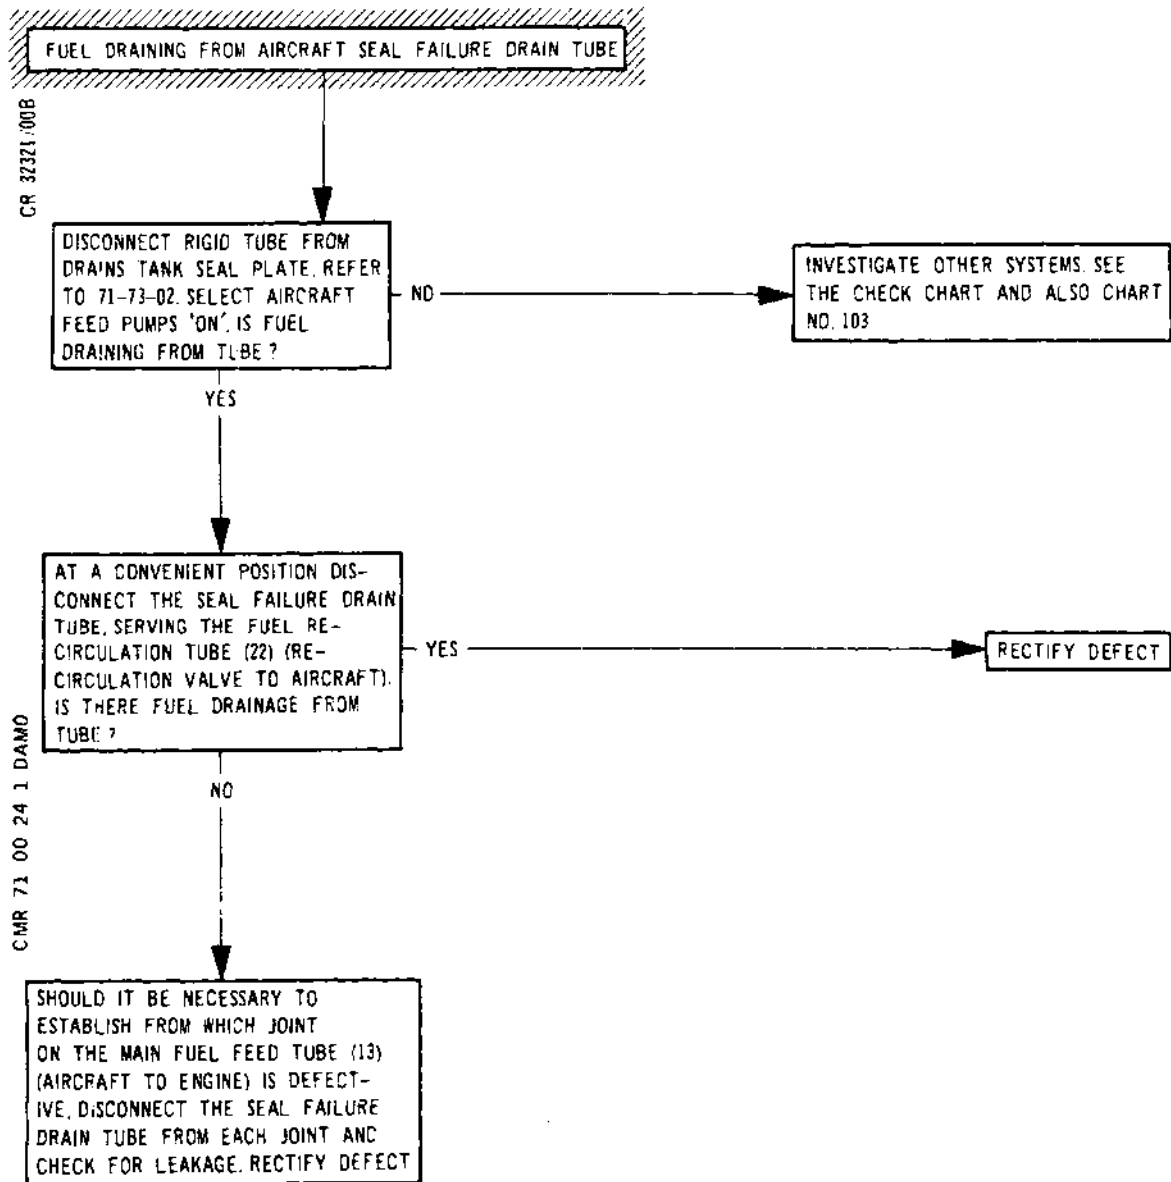 FUEL DRAINING FROM AIRCRAFT SEAL FAILURE DRAIN TUBE
CR 32321/00B
DISCONNECT RIGID TUBE FROM
DRAINS TANK SEAL PLATE. REFER
TO 71-73-02. SELECT AIRCRAFT
FEED PUMPS 'ON'. IS FUEL
DRAINING FROM TUBE ?
NO
INVESTIGATE OTHER SYSTEMS. SEE
THE CHECK CHART AND ALSO CHART
NO. 103
YES
AT A CONVENIENT POSITION DIS-
CONNECT THE SEAL FAILURE DRAIN
TUBE, SERVING THE FUEL RE-
CIRCULATION TUBE (22) (RE-
CIRCULATION VALVE TO AIRCRAFT).
IS THERE FUEL DRAINAGE FROM
TUBE ?
YES
RECTIFY DEFECT
CMR 71 00 24 1 DAMO
NO
SHOULD IT BE NECESSARY TO
ESTABLISH FROM WHICH JOINT
ON THE MAIN FUEL FEED TUBE (13)
(AIRCRAFT TO ENGINE) IS DEFECT-
IVE, DISCONNECT THE SEAL FAILURE
DRAIN TUBE FROM EACH JOINT AND
CHECK FOR LEAKAGE. RECTIFY DEFECT